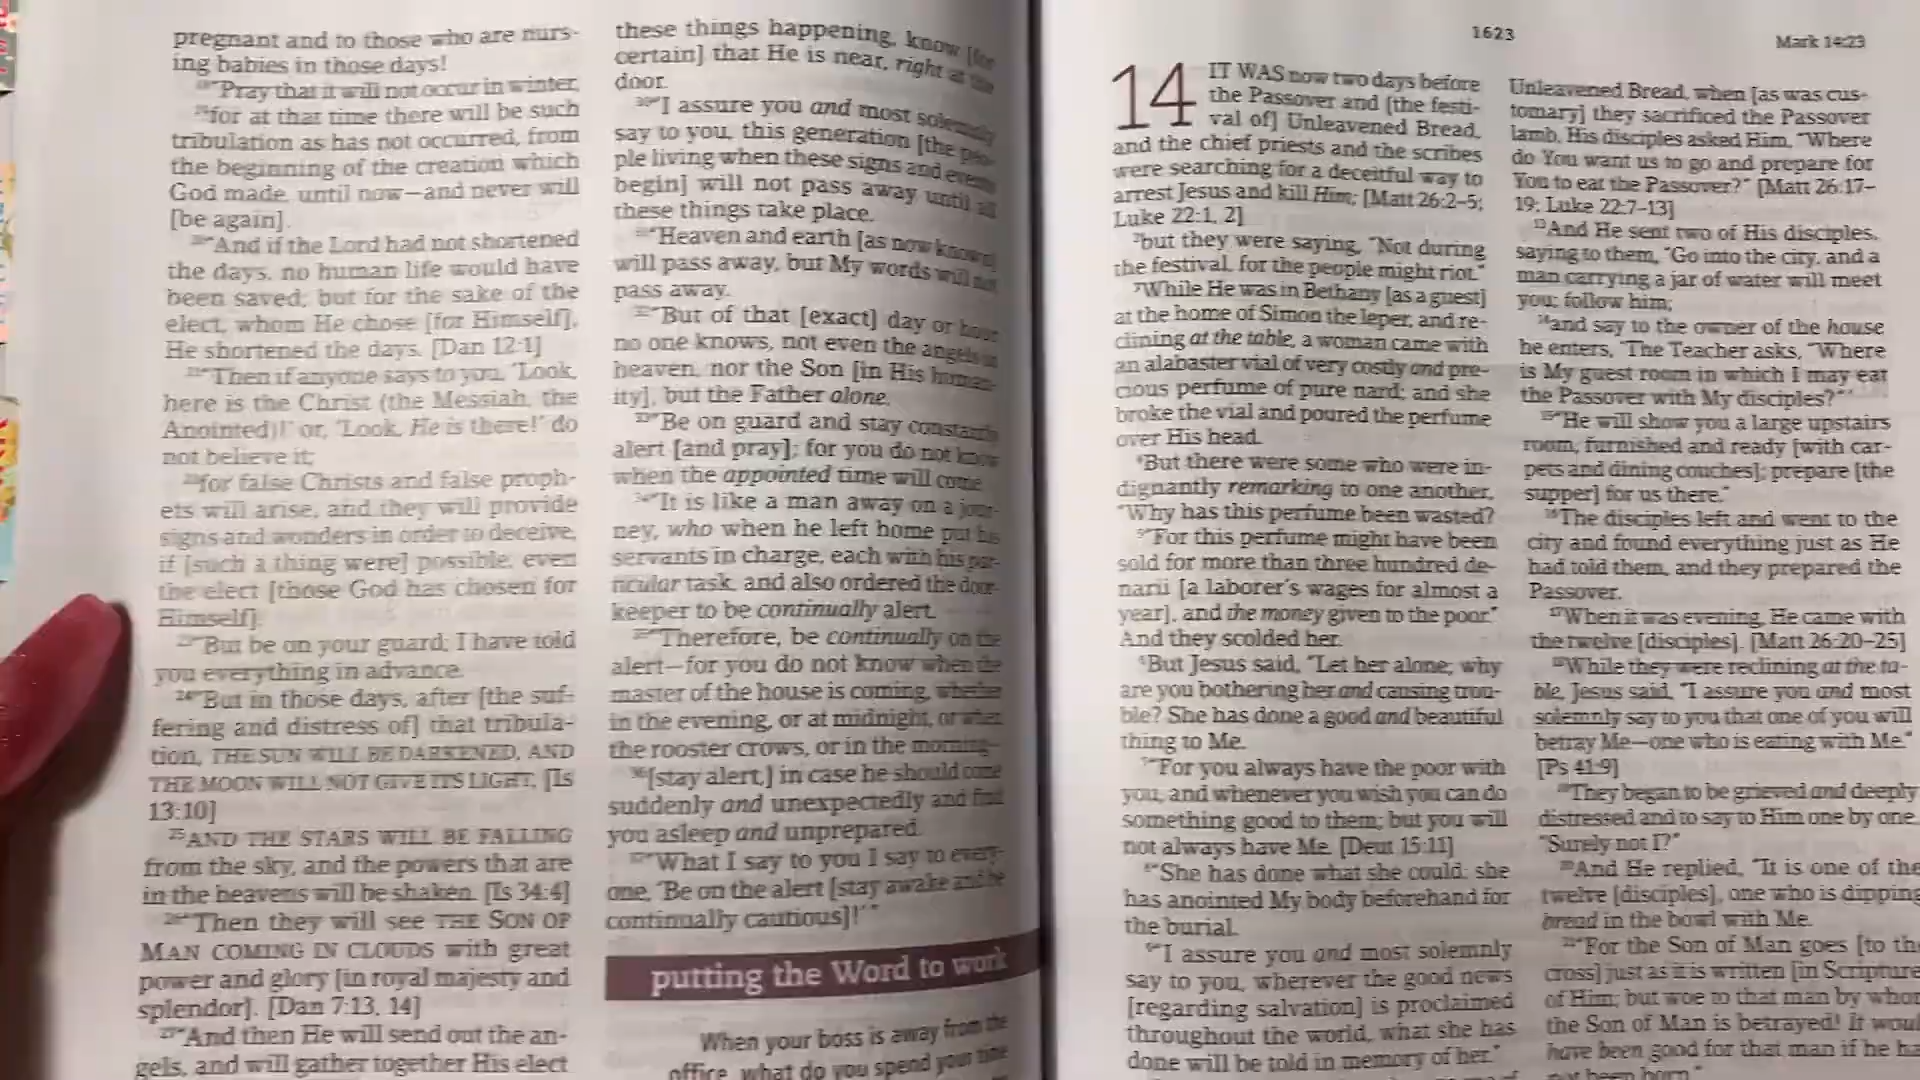 pregnant and to those who are nurs-
ing babies in those days!
"Pray that it will not occur in winter,
for at that time there will be such
tribulation as has not occurred, from
the beginning of the creation which
God made, until now—and never will
[be again].
"And if the Lord had not shortened
the days, no human life would have
been saved; but for the sake of the
elect, whom He chose [for Himself],
He shortened the days. [Dan 12:1]
"Then if anyone says to you, 'Look,
here is the Christ (the Messiah, the
Anointed)!' or, 'Look, He is there!' do
not believe it;
for false Christs and false proph-
ets will arise, and they will provide
signs and wonders in order to deceive,
if [such a thing were] possible, even
the elect [those God has chosen for
Himself].
23"But be on your guard; I have told
you everything in advance.
24"But in those days, after [the suf-
fering and distress of] that tribula-
tion, THE SUN WILL BE DARKENED, AND
THE MOON WILL NOT GIVE ITS LIGHT, [Is
13:10]
25AND THE STARS WILL BE FALLING
from the sky, and the powers that are
in the heavens will be shaken. [Is 34:4]
26"Then they will see THE SON OF
MAN COMING IN CLOUDS with great
power and glory [in royal majesty and
splendor]. [Dan 7:13, 14]
27"And then He will send out the an-
gels, and will gather together His elect
these things happening, know [for
certain] that He is near, right at the
door.
30"I assure you and most solemnly
say to you, this generation [the peo-
ple living when these signs and events
begin] will not pass away until all
these things take place.
31"Heaven and earth [as now known]
will pass away, but My words will not
pass away.
32"But of that [exact] day or hour
no one knows, not even the angels in
heaven, nor the Son [in His human-
ity], but the Father alone.
33"Be on guard and stay constantly
alert [and pray]; for you do not know
when the appointed time will come.
34"It is like a man away on a jour-
ney, who when he left home put his
servants in charge, each with his par-
ticular task, and also ordered the door-
keeper to be continually alert.
35"Therefore, be continually on the
alert—for you do not know when the
master of the house is coming, whether
in the evening, or at midnight, or when
the rooster crows, or in the morning—
36[stay alert,] in case he should come
suddenly and unexpectedly and find
you asleep and unprepared.
37"What I say to you I say to every-
one, 'Be on the alert [stay awake and be
continually cautious]!' "
putting the Word to work
When your boss is away from the
office, what do you spend your time
1623
Mark 14:23
14 IT WAS now two days before
the Passover and [the festi-
val of] Unleavened Bread,
and the chief priests and the scribes
were searching for a deceitful way to
arrest Jesus and kill Him; [Matt 26:2-5;
Luke 22:1, 2]
2but they were saying, "Not during
the festival, for the people might riot."
3While He was in Bethany [as a guest]
at the home of Simon the leper, and re-
clining at the table, a woman came with
an alabaster vial of very costly and pre-
cious perfume of pure nard; and she
broke the vial and poured the perfume
over His head.
4But there were some who were in-
dignantly remarking to one another,
"Why has this perfume been wasted?
5"For this perfume might have been
sold for more than three hundred de-
narii [a laborer's wages for almost a
year], and the money given to the poor."
And they scolded her.
6But Jesus said, "Let her alone; why
are you bothering her and causing trou-
ble? She has done a good and beautiful
thing to Me.
7"For you always have the poor with
you, and whenever you wish you can do
something good to them; but you will
not always have Me. [Deut 15:11]
8"She has done what she could; she
has anointed My body beforehand for
the burial.
9"I assure you and most solemnly
say to you, wherever the good news
[regarding salvation] is proclaimed
throughout the world, what she has
done will be told in memory of her."
Unleavened Bread, when [as was cus-
tomary] they sacrificed the Passover
lamb, His disciples asked Him, "Where
do You want us to go and prepare for
You to eat the Passover?" [Matt 26:17-
19; Luke 22:7-13]
13And He sent two of His disciples,
saying to them, "Go into the city, and a
man carrying a jar of water will meet
you; follow him;
14and say to the owner of the house
he enters, 'The Teacher asks, "Where
is My guest room in which I may eat
the Passover with My disciples?" '
15"He will show you a large upstairs
room, furnished and ready [with car-
pets and dining couches]; prepare [the
supper] for us there."
16The disciples left and went to the
city and found everything just as He
had told them, and they prepared the
Passover.
17When it was evening, He came with
the twelve [disciples]. [Matt 26:20-25]
18While they were reclining at the ta-
ble, Jesus said, "I assure you and most
solemnly say to you that one of you will
betray Me—one who is eating with Me."
[Ps 41:9]
19They began to be grieved and deeply
distressed and to say to Him one by one,
"Surely not I?"
20And He replied, "It is one of the
twelve [disciples], one who is dipping
bread in the bowl with Me.
21"For the Son of Man goes [to the
cross] just as it is written [in Scripture]
of Him; but woe to that man by
the Son of Man is betrayed! It
have been good for that man if he
not been born."